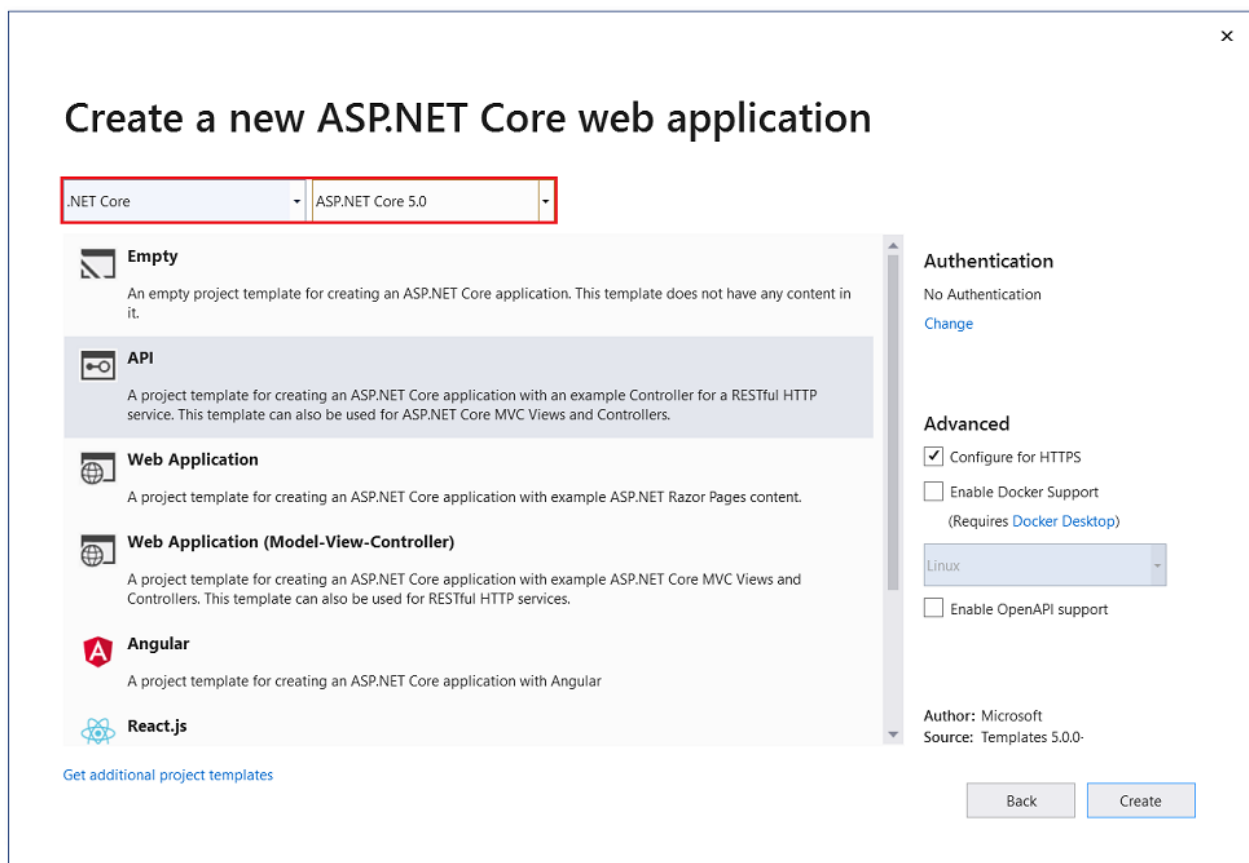 Create a new ASP.NET Core web application
.NET Core
ASP.NET Core 5.0
Empty
An empty project template for creating an ASP.NET Core application. This template does not have any content in
it.
API
A project template for creating an ASP.NET Core application with an example Controller for a RESTful HTTP
service. This template can also be used for ASP.NET Core MVC Views and Controllers.
Web Application
A project template for creating an ASP.NET Core application with example ASP.NET Razor Pages content.
Web Application (Model-View-Controller)
A project template for creating an ASP.NET Core application with example ASP.NET Core MVC Views and
Controllers. This template can also be used for RESTful HTTP services.
Angular
A project template for creating an ASP.NET Core application with Angular
React.js
Get additional project templates
Authentication
No Authentication
Change
Advanced
Configure for HTTPS
Enable Docker Support
(Requires Docker Desktop)
Linux
Enable OpenAPI support
Author: Microsoft
Source: Templates 5.0.0-
Back
Create